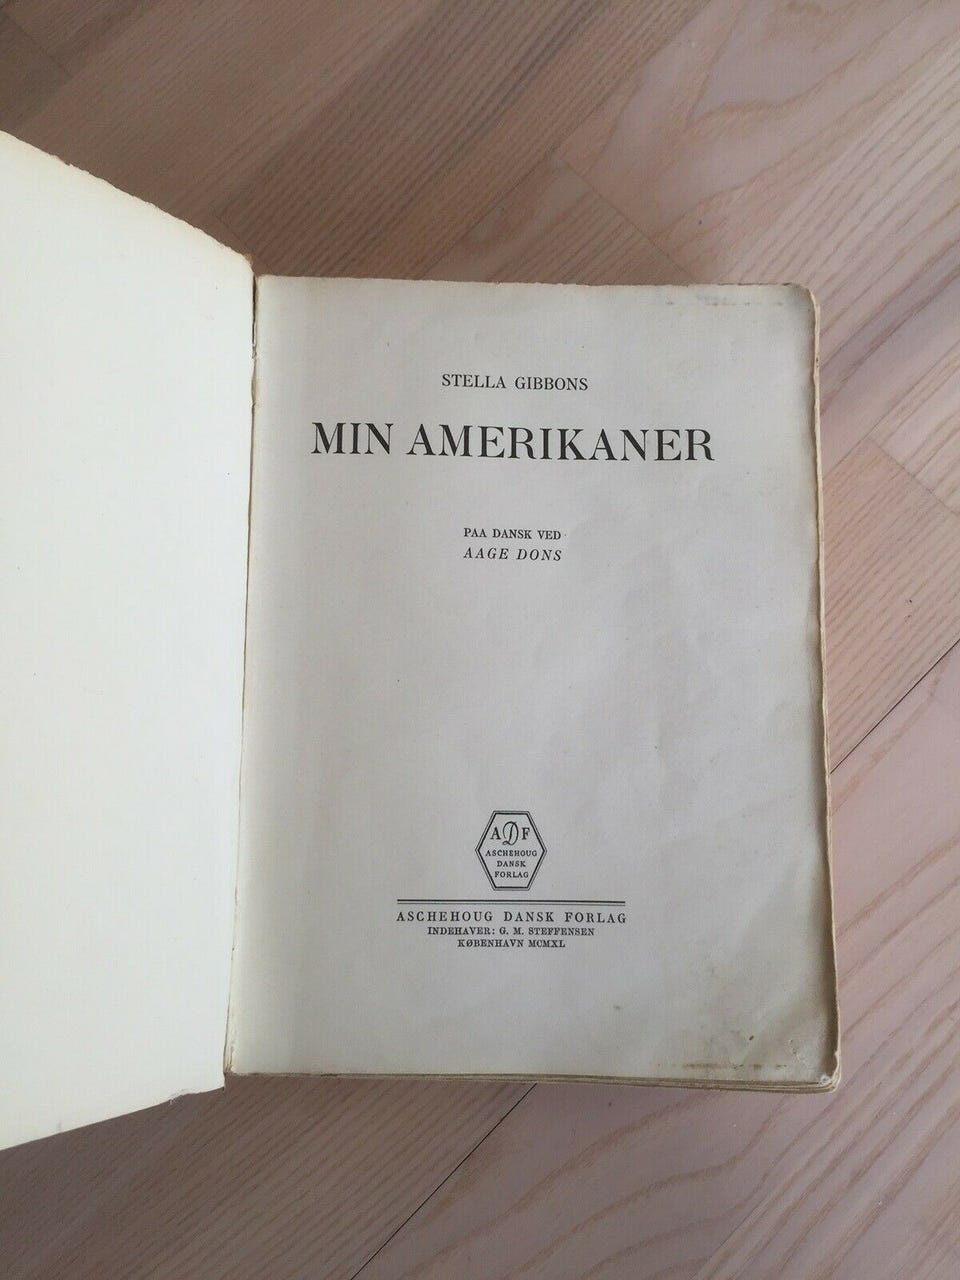 STELLA GIBBONS
MIN AMERIKANER
PAA DANSK VED
AAGE DONS
ADF
ASCHEHOUG
DANSK
FORLAG
ASCHEHOUG DANSK FORLAG
INDEHAVER: G. M. STEFFENSEN
KØBENHAVN MCMXL